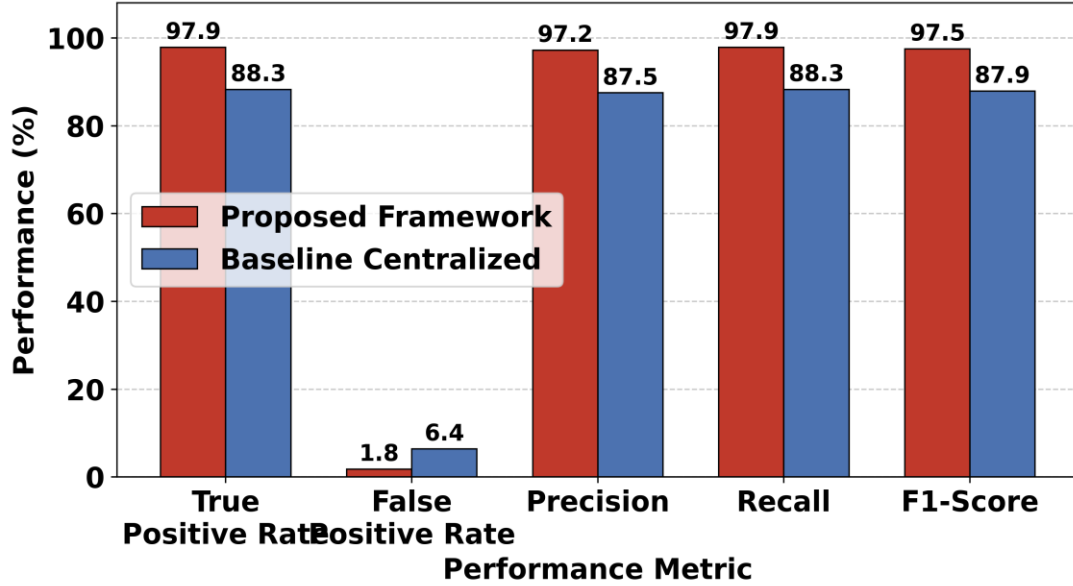 97.9
88.3
1.8
6.4
97.2
87.5
97.9
88.3
97.5
87.9
Performance (%)
100
80
60
40
20
0
Proposed Framework
Baseline Centralized
True
Positive Rate
False
Positive Rate
Precision
Recall
F1-Score
Performance Metric